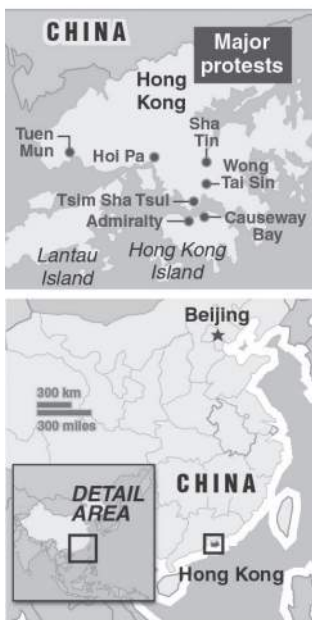 CHINA
Major
protests
Hong
Kong
Tuen
Mun
Hoi Pa
Sha
Tin
Wong
Tai Sin
Tsim Sha Tsui
Admiralty
Causeway
Bay
Lantau
Island
Hong Kong
Island
Beijing
300 km
300 miles
DETAIL
AREA
CHINA
Hong Kong